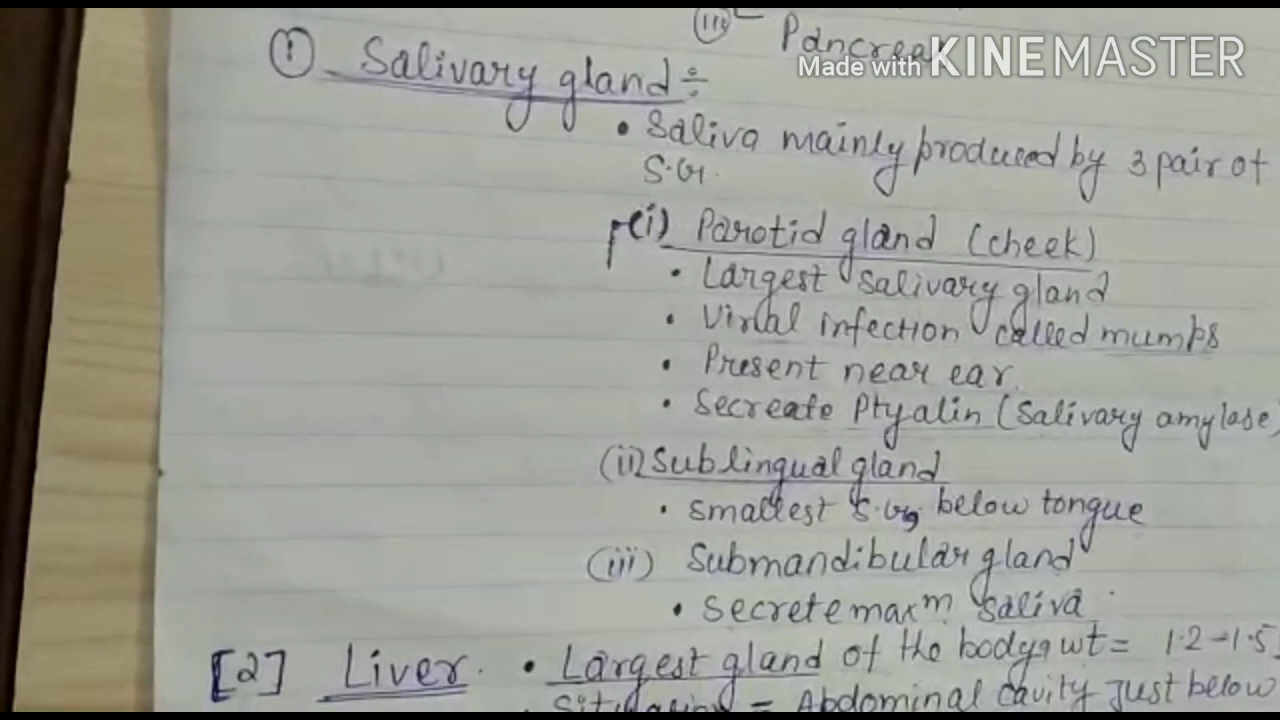 (iii) Pancreas
Made with KINEMASTER
① Salivary gland ÷
• Saliva mainly produced by 3 pair of
S.G.
(i) Parotid gland (cheek)
• Largest salivary gland
• Viral infection called mumps
• Present near ear.
• Secreate Ptyalin (Salivary amylase)
(ii) Sublingual gland
• Smallest S.G, below tongue
(iii) Submandibular gland
• Secrete maxᵐ saliva
[2] Liver. • Largest gland of the body, wt = 1.2-1.5
= Abdominal cavity Just below